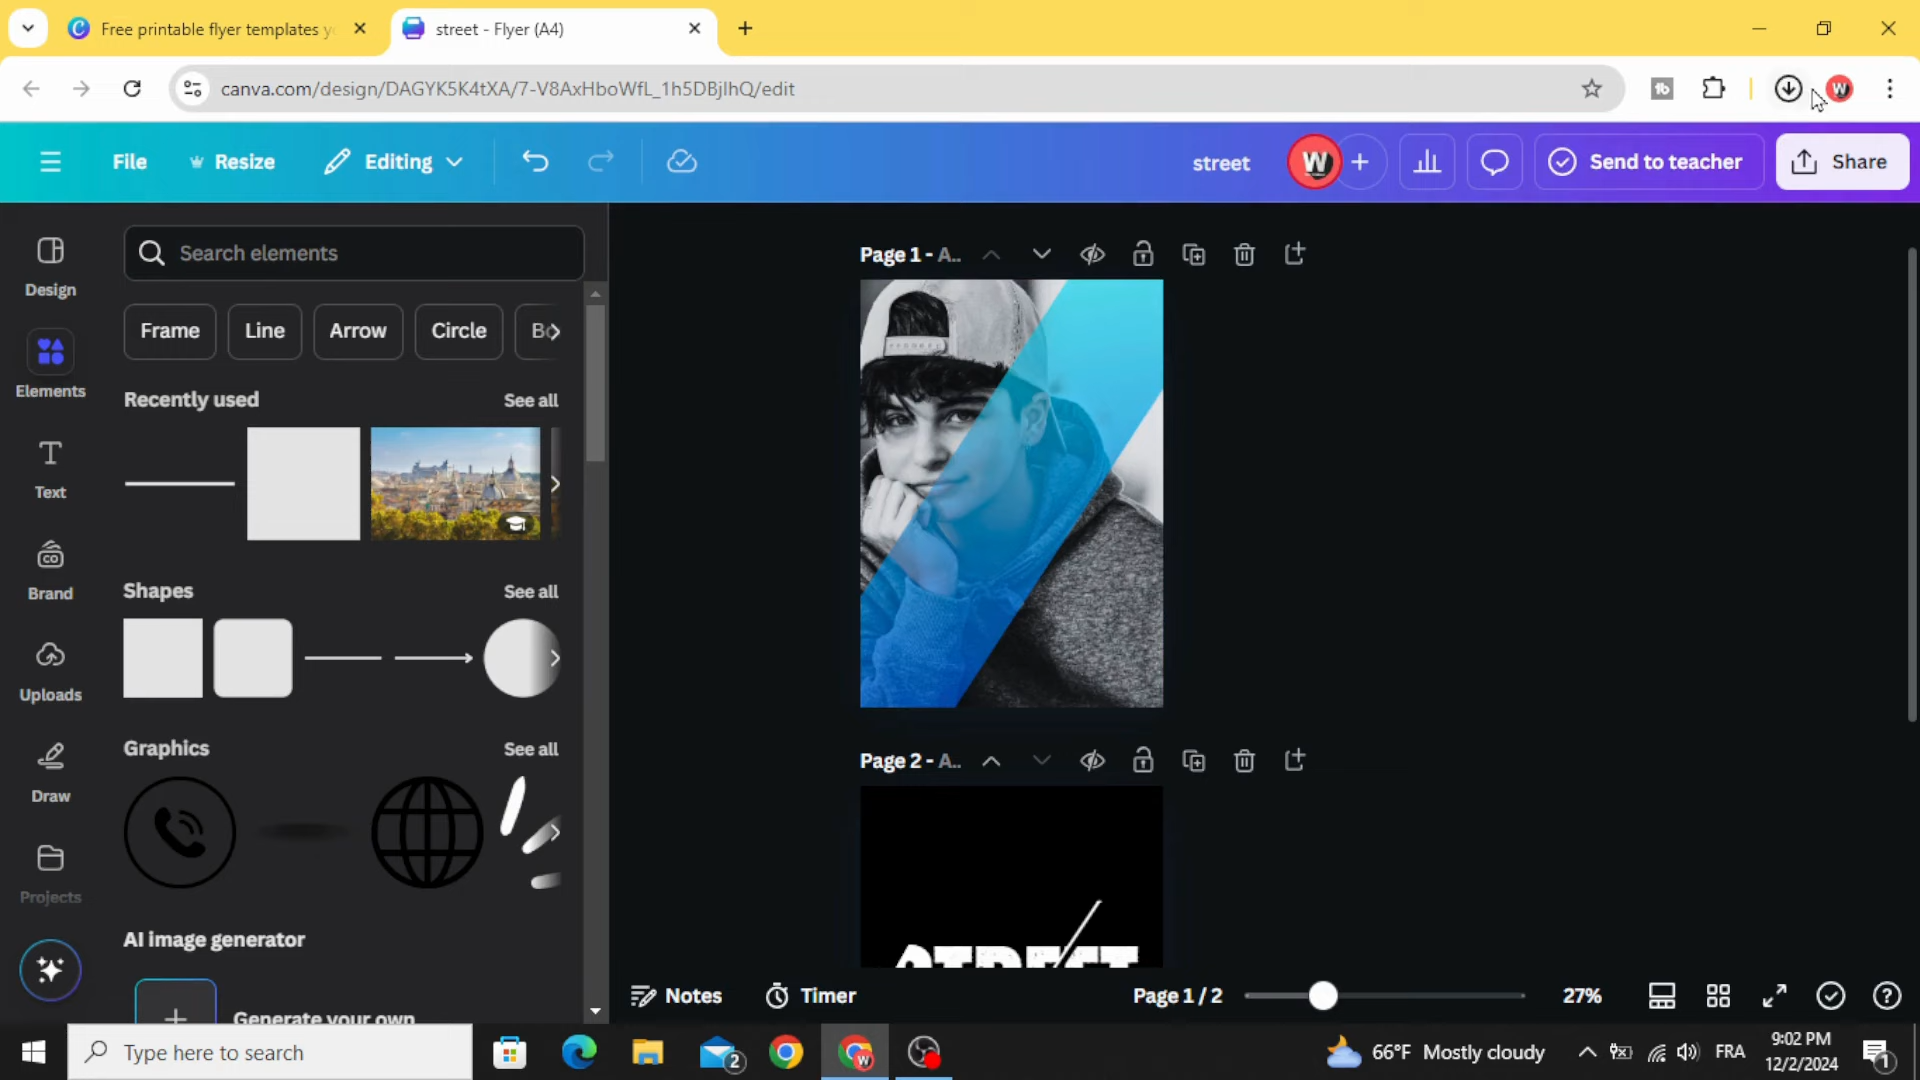 Free printable flyer templates y
street - Flyer (A4)
canva.com/design/DAGYK5K4tXA/7-V8AxHboWfL_1h5DBjlhQ/edit
File
Resize
Editing
street
W
Send to teacher
Share
Design
Elements
Text
Brand
Uploads
Draw
Projects
Search elements
Frame
Line
Arrow
Circle
Recently used
See all
Shapes
See all
Graphics
See all
AI image generator
Generate your own
Page 1 - A..
Page 2 - A..
STREET
Notes
Timer
Page 1 / 2
27%
Type here to search
2
66°F Mostly cloudy
FRA
9:02 PM
12/2/2024
1